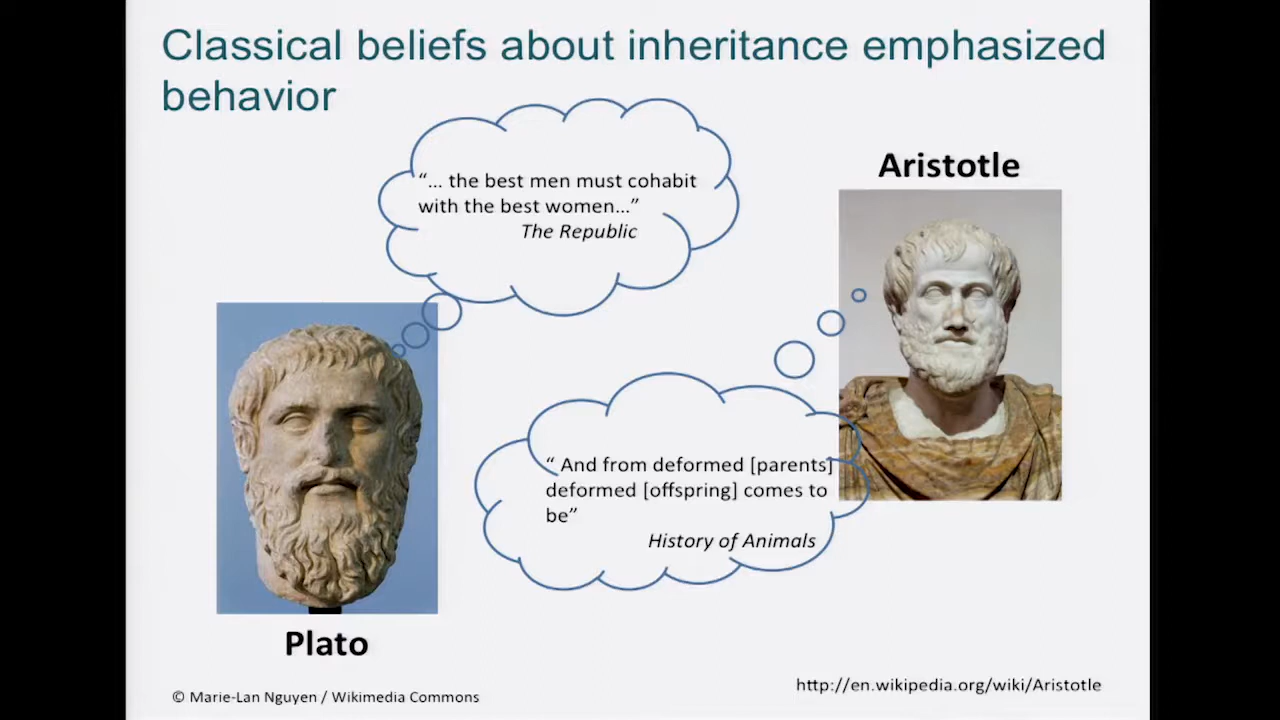 Classical beliefs about inheritance emphasized
behavior
“... the best men must cohabit
with the best women...”
The Republic
Aristotle
“ And from deformed [parents]
deformed [offspring] comes to
be”
History of Animals
Plato
© Marie-Lan Nguyen / Wikimedia Commons
http://en.wikipedia.org/wiki/Aristotle